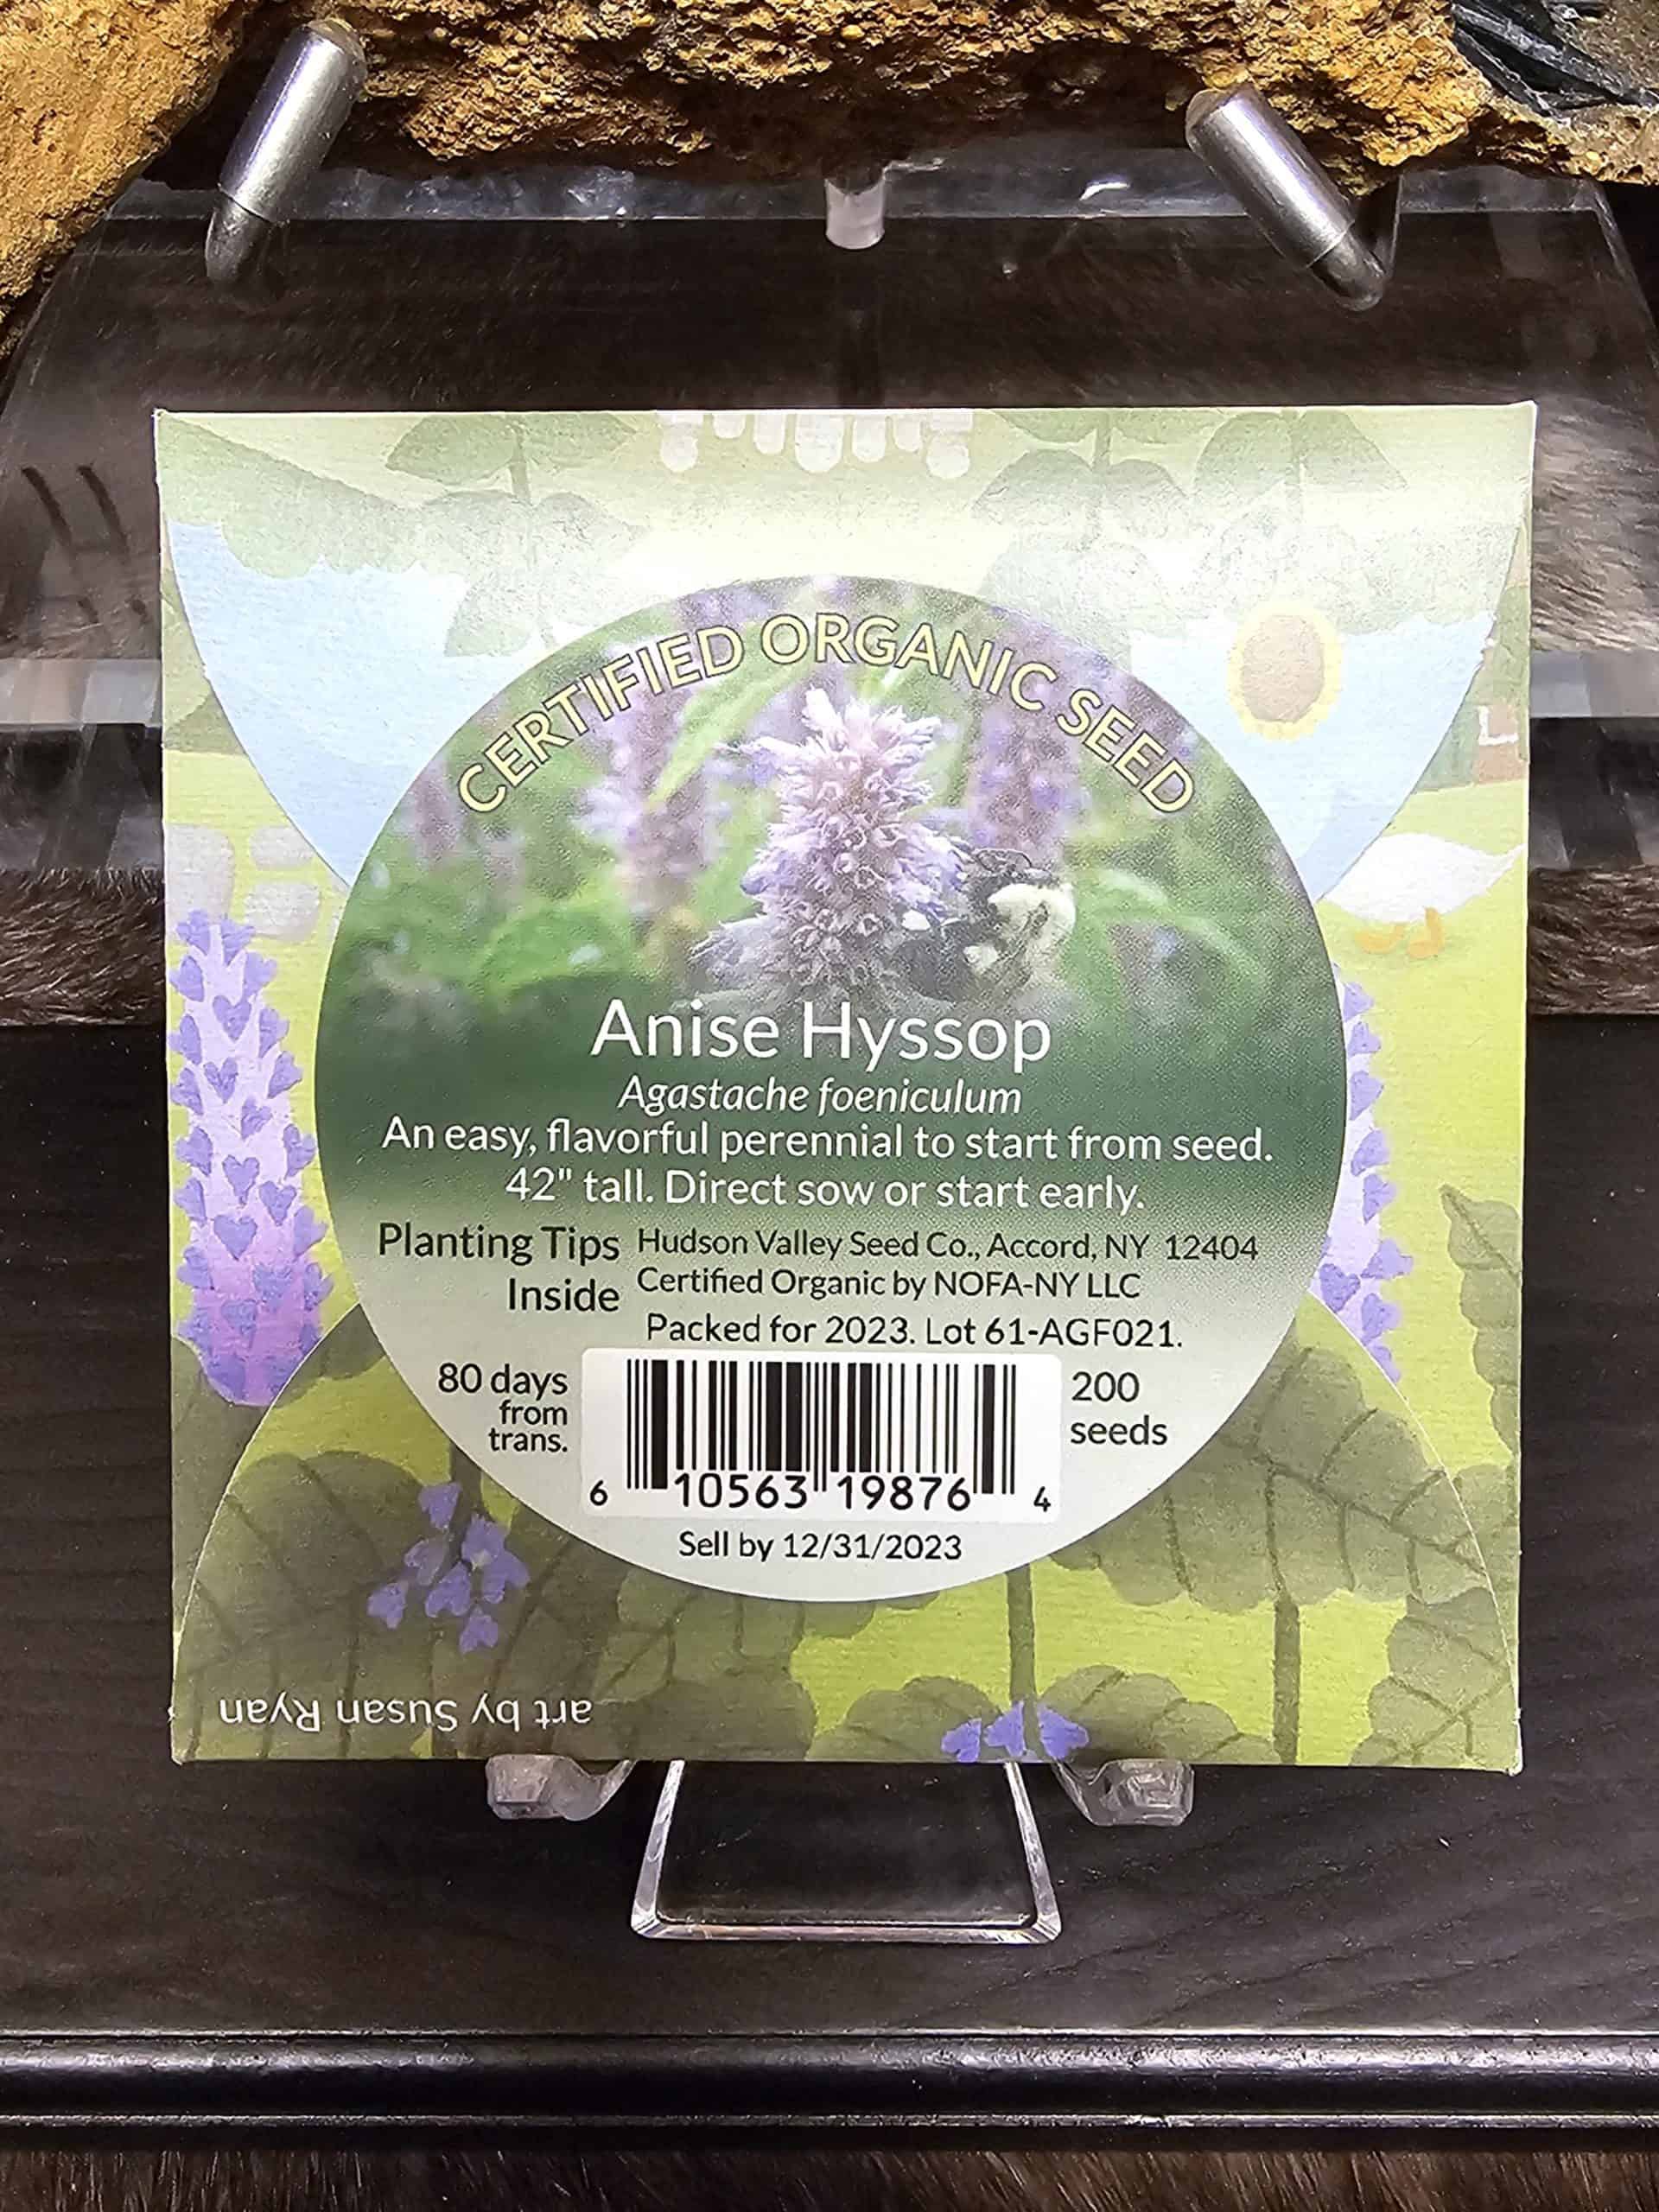 CERTIFIED ORGANIC SEED
Anise Hyssop
Agastache foeniculum
An easy, flavorful perennial to start from seed.
42" tall. Direct sow or start early.
Planting Tips
Inside
Hudson Valley Seed Co., Accord, NY 12404
Certified Organic by NOFA-NY LLC
Packed for 2023. Lot 61-AGF021.
80 days
from
trans.
6 10563 19876 4
200
seeds
Sell by 12/31/2023
art by Susan Ryan